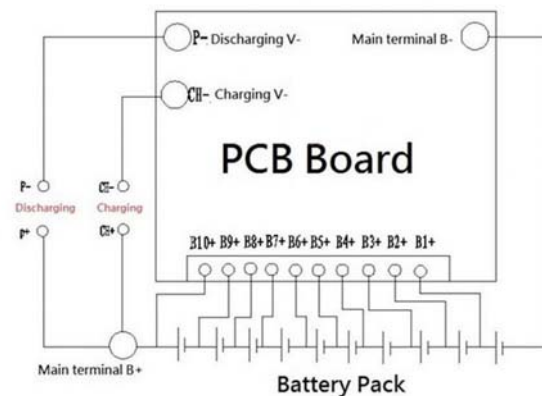 P- Discharging V-
Main terminal B-
CH- Charging V-
PCB Board
P-
CH-
Discharging
Charging
P+
CH+
B10+ B9+ B8+ B7+ B6+ B5+ B4+ B3+ B2+ B1+
Main terminal B+
Battery Pack